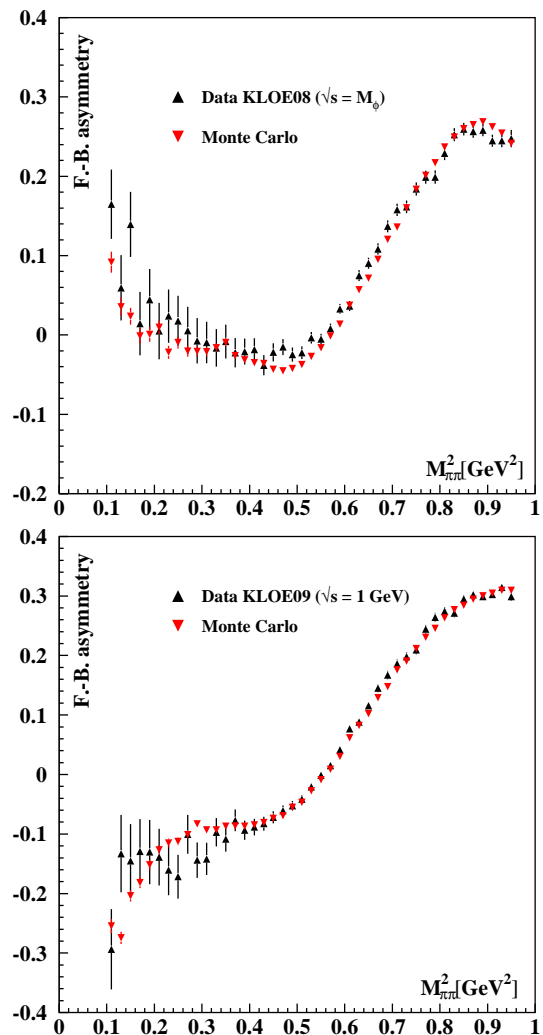 0.4
F.-B. asymmetry
▲ Data KLOE08 (√s = M_ϕ)
▼ Monte Carlo
0.3
0.2
0.1
0
-0.1
M²_ππ[GeV²]
-0.2
0 0.1 0.2 0.3 0.4 0.5 0.6 0.7 0.8 0.9 1
0.4
F.-B. asymmetry
▲ Data KLOE09 (√s = 1 GeV)
0.3
▼ Monte Carlo
0.2
0.1
0
-0.1
-0.2
-0.3
M²_ππ[GeV²]
-0.4
0 0.1 0.2 0.3 0.4 0.5 0.6 0.7 0.8 0.9 1